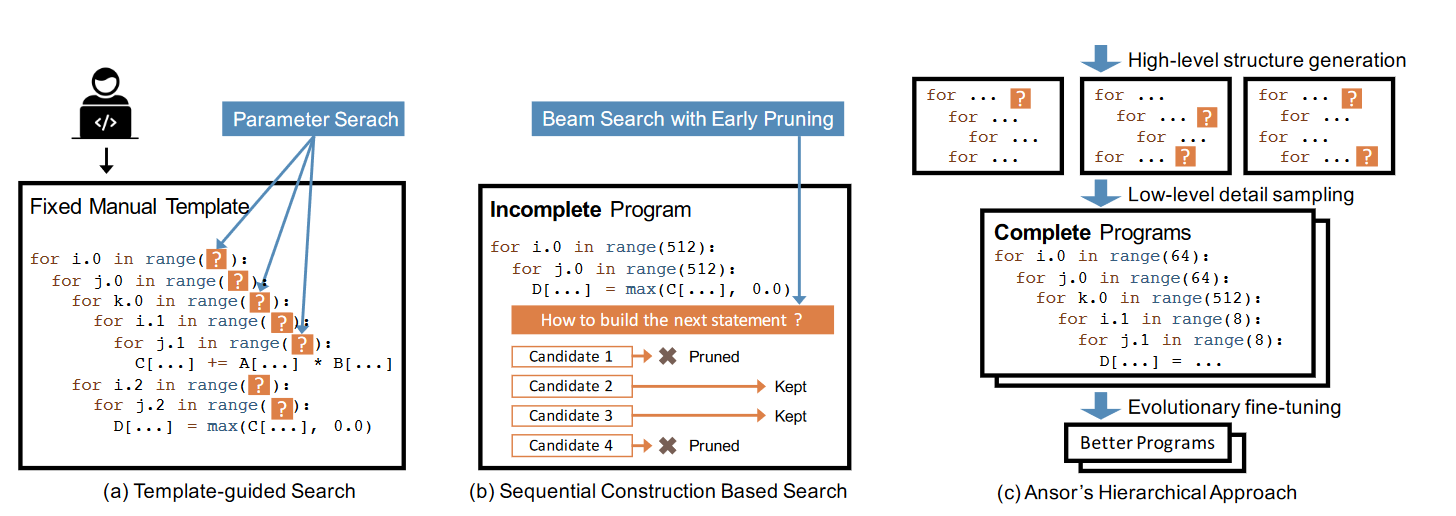 </>
Parameter Serach
Fixed Manual Template
for i.0 in range( ? ):
for j.0 in range( ? ):
for k.0 in range( ? ):
for i.1 in range( ? ):
for j.1 in range( ? ):
C[...] += A[...] * B[...]
for i.2 in range( ? ):
for j.2 in range( ? ):
D[...] = max(C[...], 0.0)
(a) Template-guided Search
Beam Search with Early Pruning
Incomplete Program
for i.0 in range(512):
for j.0 in range(512):
D[...] = max(C[...], 0.0)
How to build the next statement ?
Candidate 1 Pruned
Candidate 2 Kept
Candidate 3 Kept
Candidate 4 Pruned
(b) Sequential Construction Based Search
High-level structure generation
for ... ?
for ...
for ...
for ...
for ...
for ... ?
for ...
for ... ?
for ... ?
for ...
for ...
for ... ?
Low-level detail sampling
Complete Programs
for i.0 in range(64):
for j.0 in range(64):
for k.0 in range(512):
for i.1 in range(8):
for j.1 in range(8):
D[...] = ...
Evolutionary fine-tuning
Better Programs
(c) Ansor's Hierarchical Approach